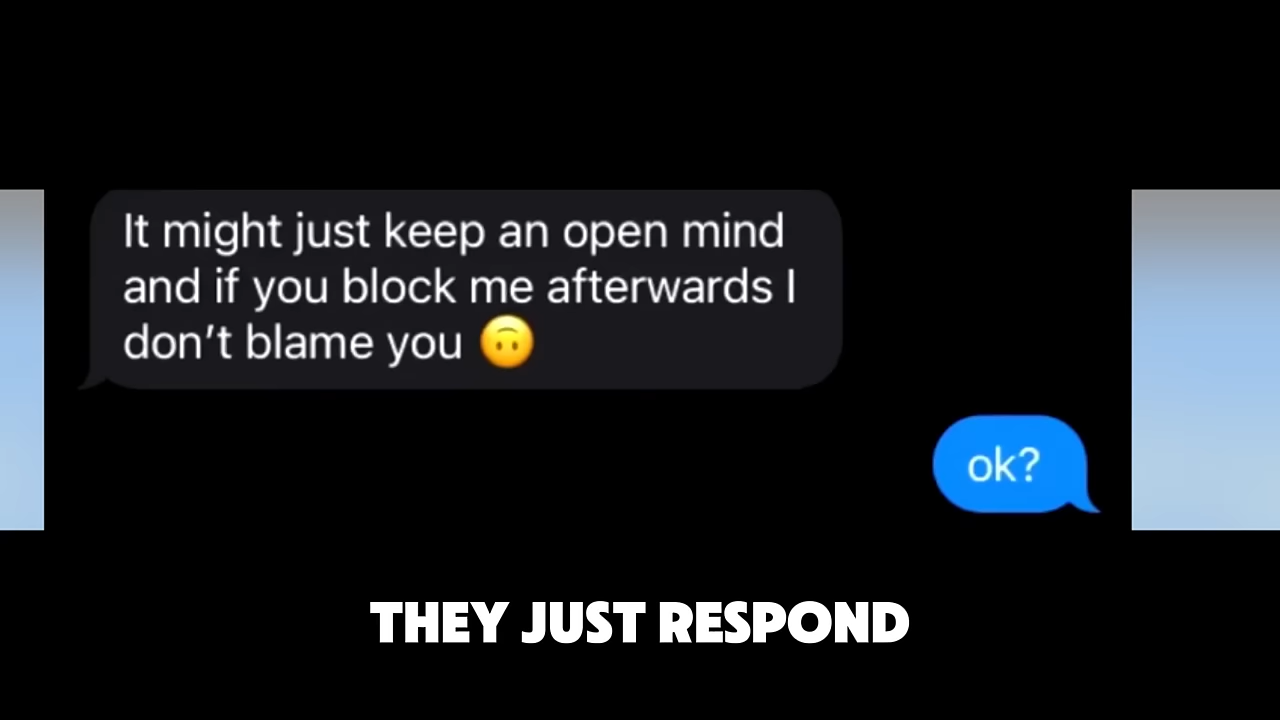 It might just keep an open mind
and if you block me afterwards I
don't blame you 🙃
ok?
THEY JUST RESPOND